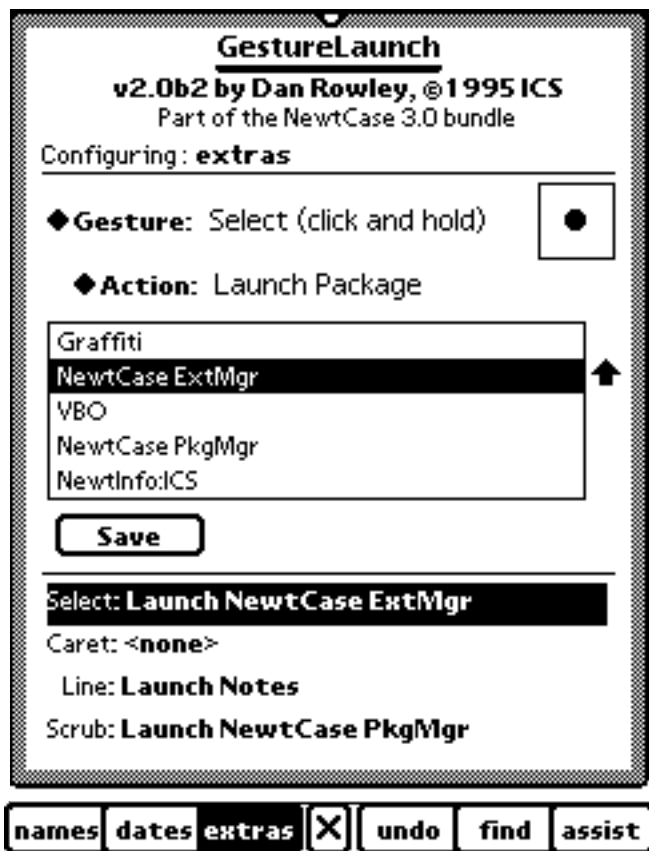 GestureLaunch
v2.0b2 by Dan Rowley, ©1995 ICS
Part of the NewtCase 3.0 bundle
Configuring: extras
◆Gesture: Select (click and hold)
◆Action: Launch Package
Graffiti
NewtCase ExtMgr
VBO
NewtCase PkgMgr
NewtInfo:ICS
Save
Select: Launch NewtCase ExtMgr
Caret: <none>
Line: Launch Notes
Scrub: Launch NewtCase PkgMgr
names dates extras X undo find assist